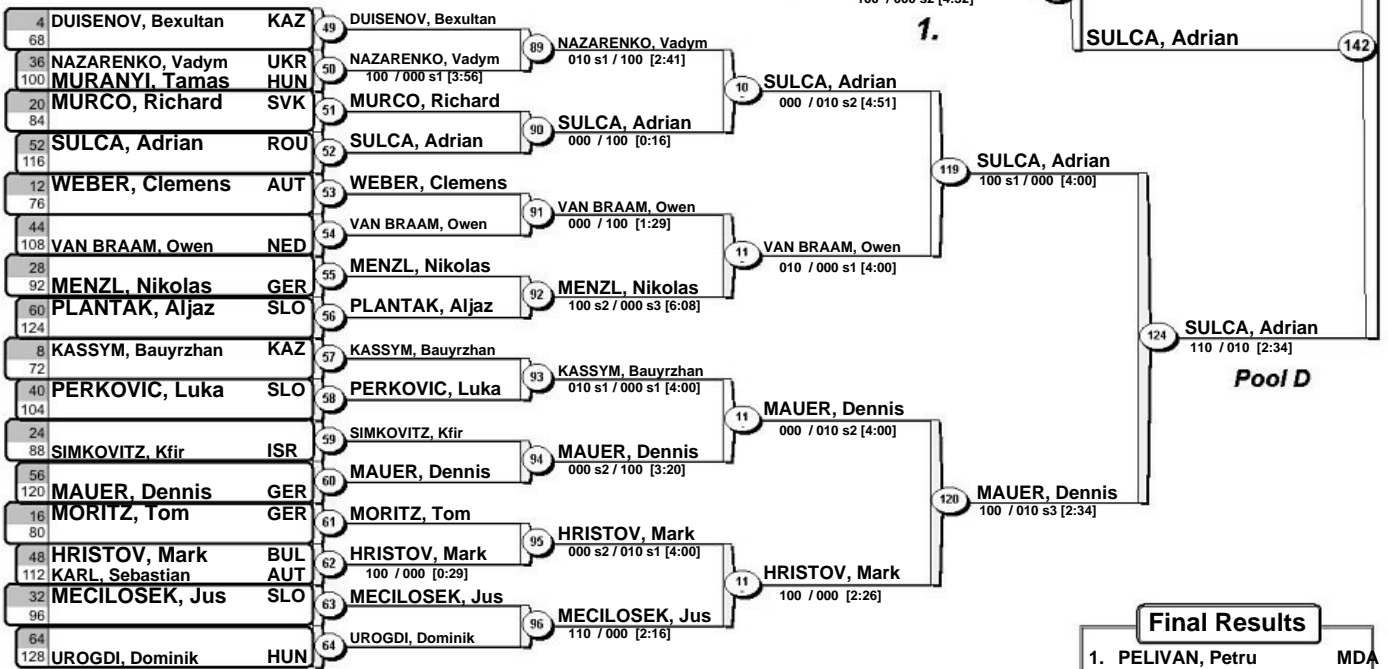 100 / 000 s2 [4:32]
1.
SULCA, Adrian
142
4 DUISENOV, Bexultan KAZ
68
36 NAZARENKO, Vadym UKR
100 MURANYI, Tamas HUN
20 MURCO, Richard SVK
84
52 SULCA, Adrian ROU
116
12 WEBER, Clemens AUT
76
44
108 VAN BRAAM, Owen NED
28
92 MENZL, Nikolas GER
60 PLANTAK, Aljaz SLO
124
8 KASSYM, Bauyrzhan KAZ
72
40 PERKOVIC, Luka SLO
104
24
88 SIMKOVITZ, Kfir ISR
56
120 MAUER, Dennis GER
16 MORITZ, Tom GER
80
48 HRISTOV, Mark BUL
112 KARL, Sebastian AUT
32 MECILOSEK, Jus SLO
96
64
128 UROGDI, Dominik HUN
49 DUISENOV, Bexultan
50 NAZARENKO, Vadym
100 / 000 s1 [3:56]
51 MURCO, Richard
52 SULCA, Adrian
53 WEBER, Clemens
54 VAN BRAAM, Owen
55 MENZL, Nikolas
56 PLANTAK, Aljaz
57 KASSYM, Bauyrzhan
58 PERKOVIC, Luka
59 SIMKOVITZ, Kfir
60 MAUER, Dennis
61 MORITZ, Tom
62 HRISTOV, Mark
100 / 000 [0:29]
63 MECILOSEK, Jus
64 UROGDI, Dominik
89 NAZARENKO, Vadym
010 s1 / 100 [2:41]
90 SULCA, Adrian
000 / 100 [0:16]
91 VAN BRAAM, Owen
000 / 100 [1:29]
92 MENZL, Nikolas
100 s2 / 000 s3 [6:08]
93 KASSYM, Bauyrzhan
010 s1 / 000 s1 [4:00]
94 MAUER, Dennis
000 s2 / 100 [3:20]
95 HRISTOV, Mark
000 s2 / 010 s1 [4:00]
96 MECILOSEK, Jus
110 / 000 [2:16]
10 SULCA, Adrian
000 / 010 s2 [4:51]
11 VAN BRAAM, Owen
010 / 000 s1 [4:00]
11 MAUER, Dennis
000 / 010 s2 [4:00]
11 HRISTOV, Mark
100 / 000 [2:26]
119 SULCA, Adrian
100 s1 / 000 [4:00]
120 MAUER, Dennis
100 / 010 s3 [2:34]
124 SULCA, Adrian
110 / 010 [2:34]
Pool D
Final Results
1. PELIVAN, Petru MDA